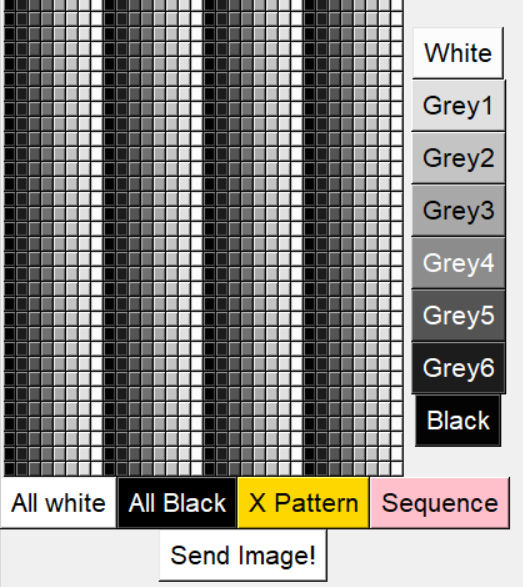 White
Grey1
Grey2
Grey3
Grey4
Grey5
Grey6
Black
All white All Black X Pattern Sequence
Send Image!